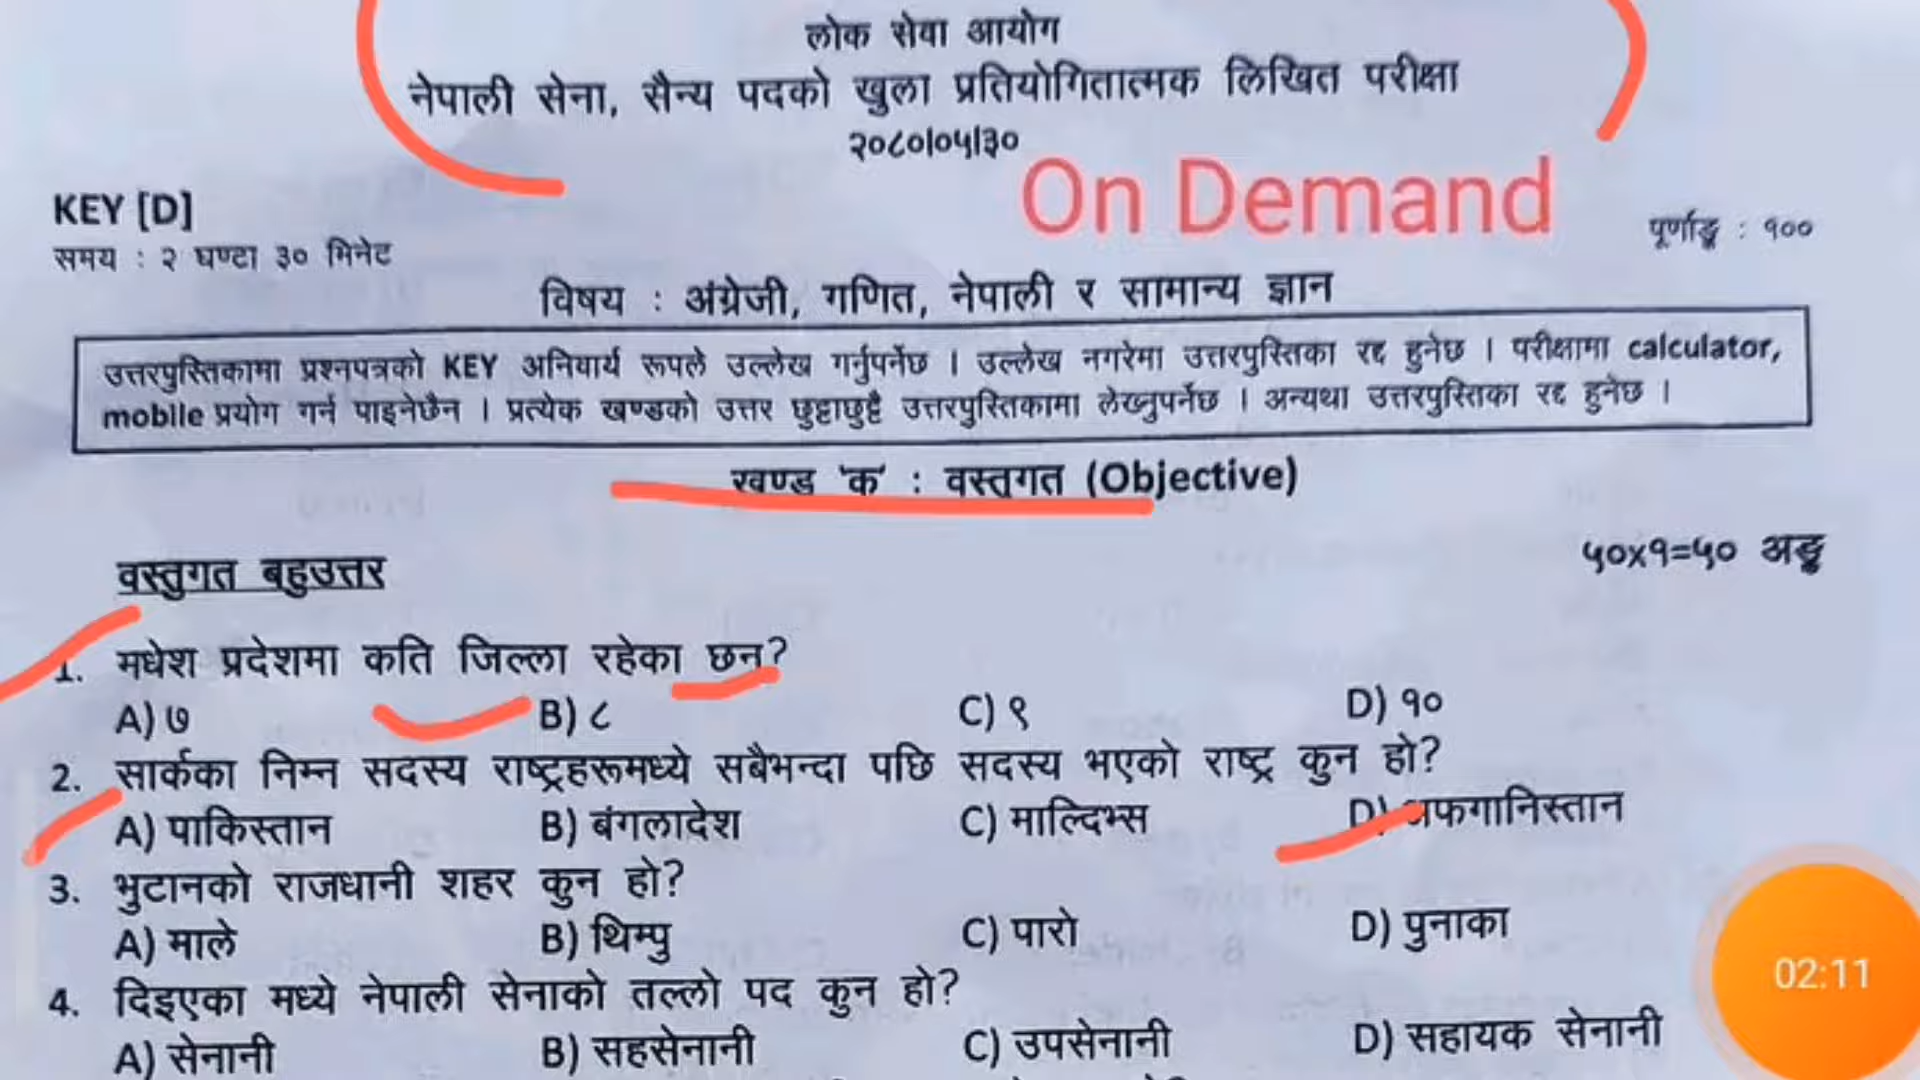 लोक सेवा आयोग
नेपाली सेना, सैन्य पदको खुला प्रतियोगितात्मक लिखित परीक्षा
२०८०|०५|३०
On Demand
KEY [D]
समय : २ घण्टा ३० मिनेट
पूर्णाङ्क : १००
विषय : अंग्रेजी, गणित, नेपाली र सामान्य ज्ञान
उत्तरपुस्तिकामा प्रश्नपत्रको KEY अनिवार्य रूपले उल्लेख गर्नुपर्नेछ । उल्लेख नगरेमा उत्तरपुस्तिका रद्द हुनेछ । परीक्षामा calculator,
mobile प्रयोग गर्न पाइनेछैन । प्रत्येक खण्डको उत्तर छुट्टाछुट्टै उत्तरपुस्तिकामा लेख्नुपर्नेछ । अन्यथा उत्तरपुस्तिका रद्द हुनेछ ।
खण्ड 'क' : वस्तुगत (Objective)
५०x१=५० अङ्क
वस्तुगत बहुउत्तर
1. मधेश प्रदेशमा कति जिल्ला रहेका छन्?
A) ७ B) ८ C) ९ D) १०
2. सार्कका निम्न सदस्य राष्ट्रहरूमध्ये सबैभन्दा पछि सदस्य भएको राष्ट्र कुन हो?
A) पाकिस्तान B) बंगलादेश C) माल्दिभ्स D) अफगानिस्तान
3. भुटानको राजधानी शहर कुन हो?
A) माले B) थिम्पु C) पारो D) पुनाका
4. दिइएका मध्ये नेपाली सेनाको तल्लो पद कुन हो?
A) सेनानी B) सहसेनानी C) उपसेनानी D) सहायक सेनानी
02:11